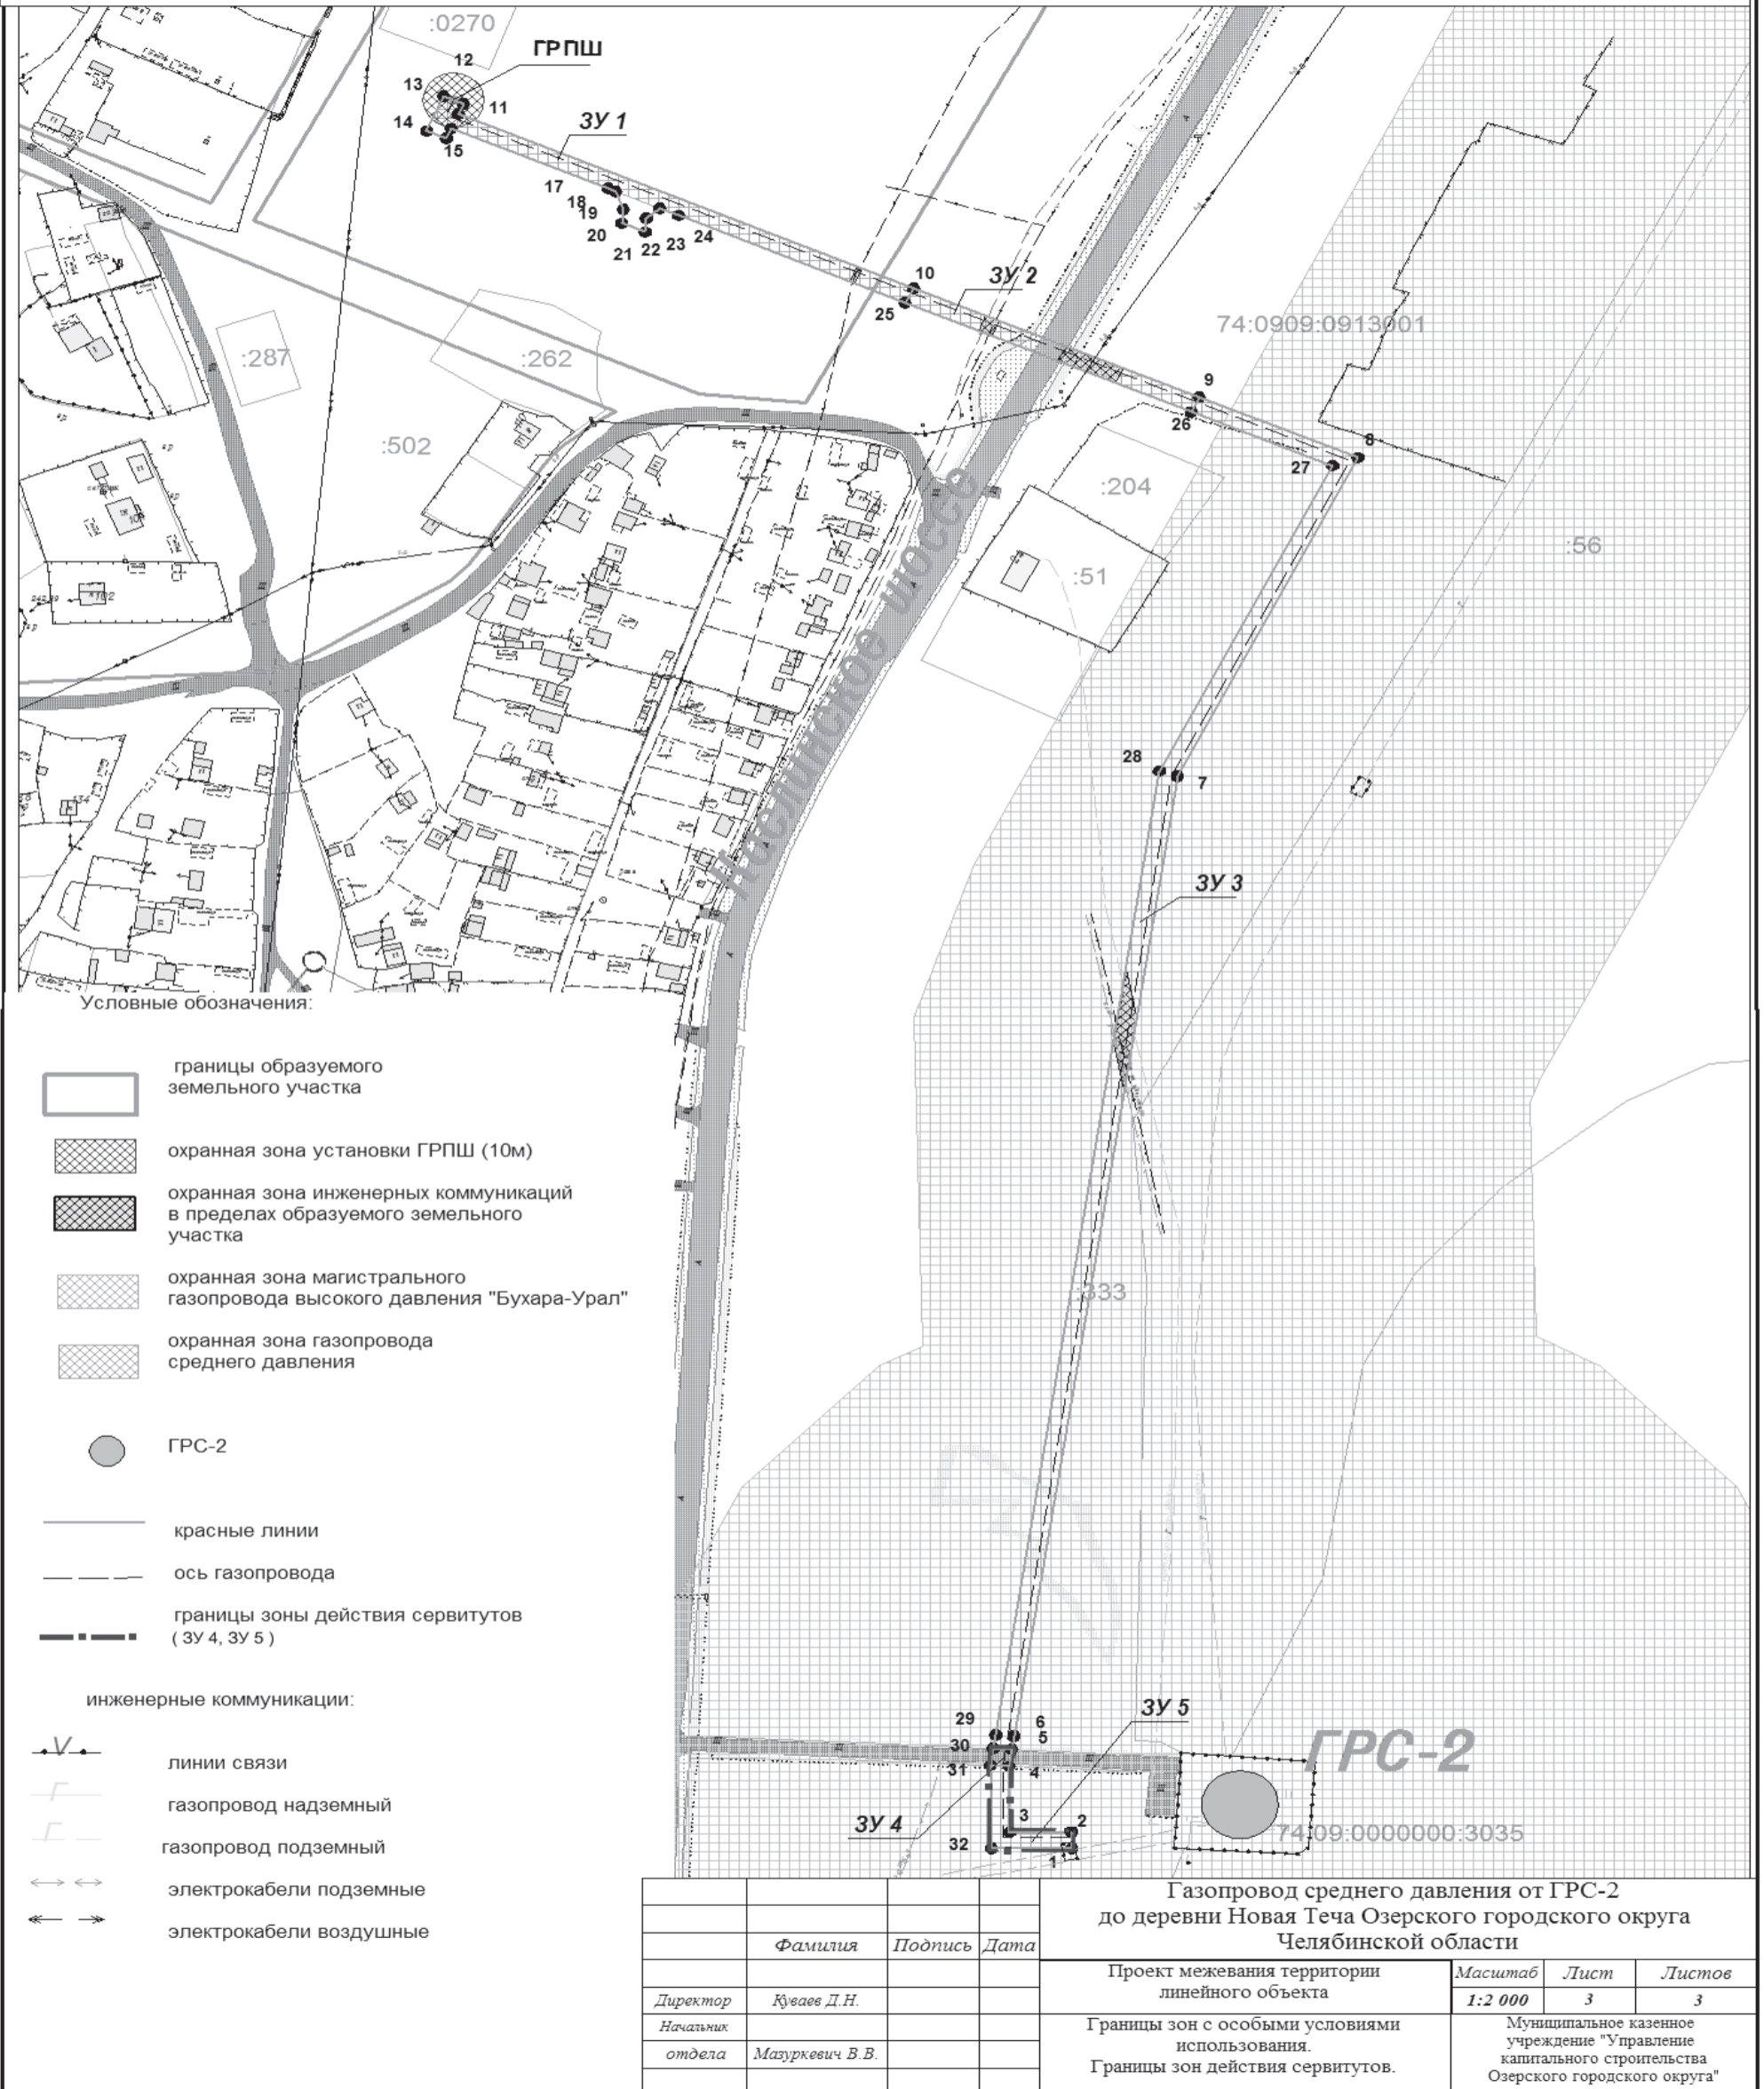 :0270
ГРПШ
12
13
11
14
15
ЗУ 1
17
18
19
20
21
22
23
24
10
25
ЗУ 2
74:0909:0913001
:287
:262
9
26
8
27
:502
:204
:56
:51
Каслинское шоссе
28
7
ЗУ 3
:333
29
6
5
30
31
4
ЗУ 5
ГРС-2
3
2
ЗУ 4
32
1
74:09:0000000:3035
Условные обозначения:
границы образуемого
земельного участка
охранная зона установки ГРПШ (10м)
охранная зона инженерных коммуникаций
в пределах образуемого земельного
участка
охранная зона магистрального
газопровода высокого давления "Бухара-Урал"
охранная зона газопровода
среднего давления
ГРС-2
красные линии
ось газопровода
границы зоны действия сервитутов
( ЗУ 4, ЗУ 5 )
инженерные коммуникации:
V
линии связи
Г
газопровод надземный
Г
газопровод подземный
электрокабели подземные
электрокабели воздушные
Газопровод среднего давления от ГРС-2
до деревни Новая Теча Озерского городского округа
Челябинской области
Фамилия Подпись Дата
Проект межевания территории
линейного объекта
Масштаб Лист Листов
1:2 000 3 3
Директор Куваев Д.Н.
Начальник
отдела Мазуркевич В.В.
Границы зон с особыми условиями
использования.
Границы зон действия сервитутов.
Муниципальное казенное
учреждение "Управление
капитального строительства
Озерского городского округа"